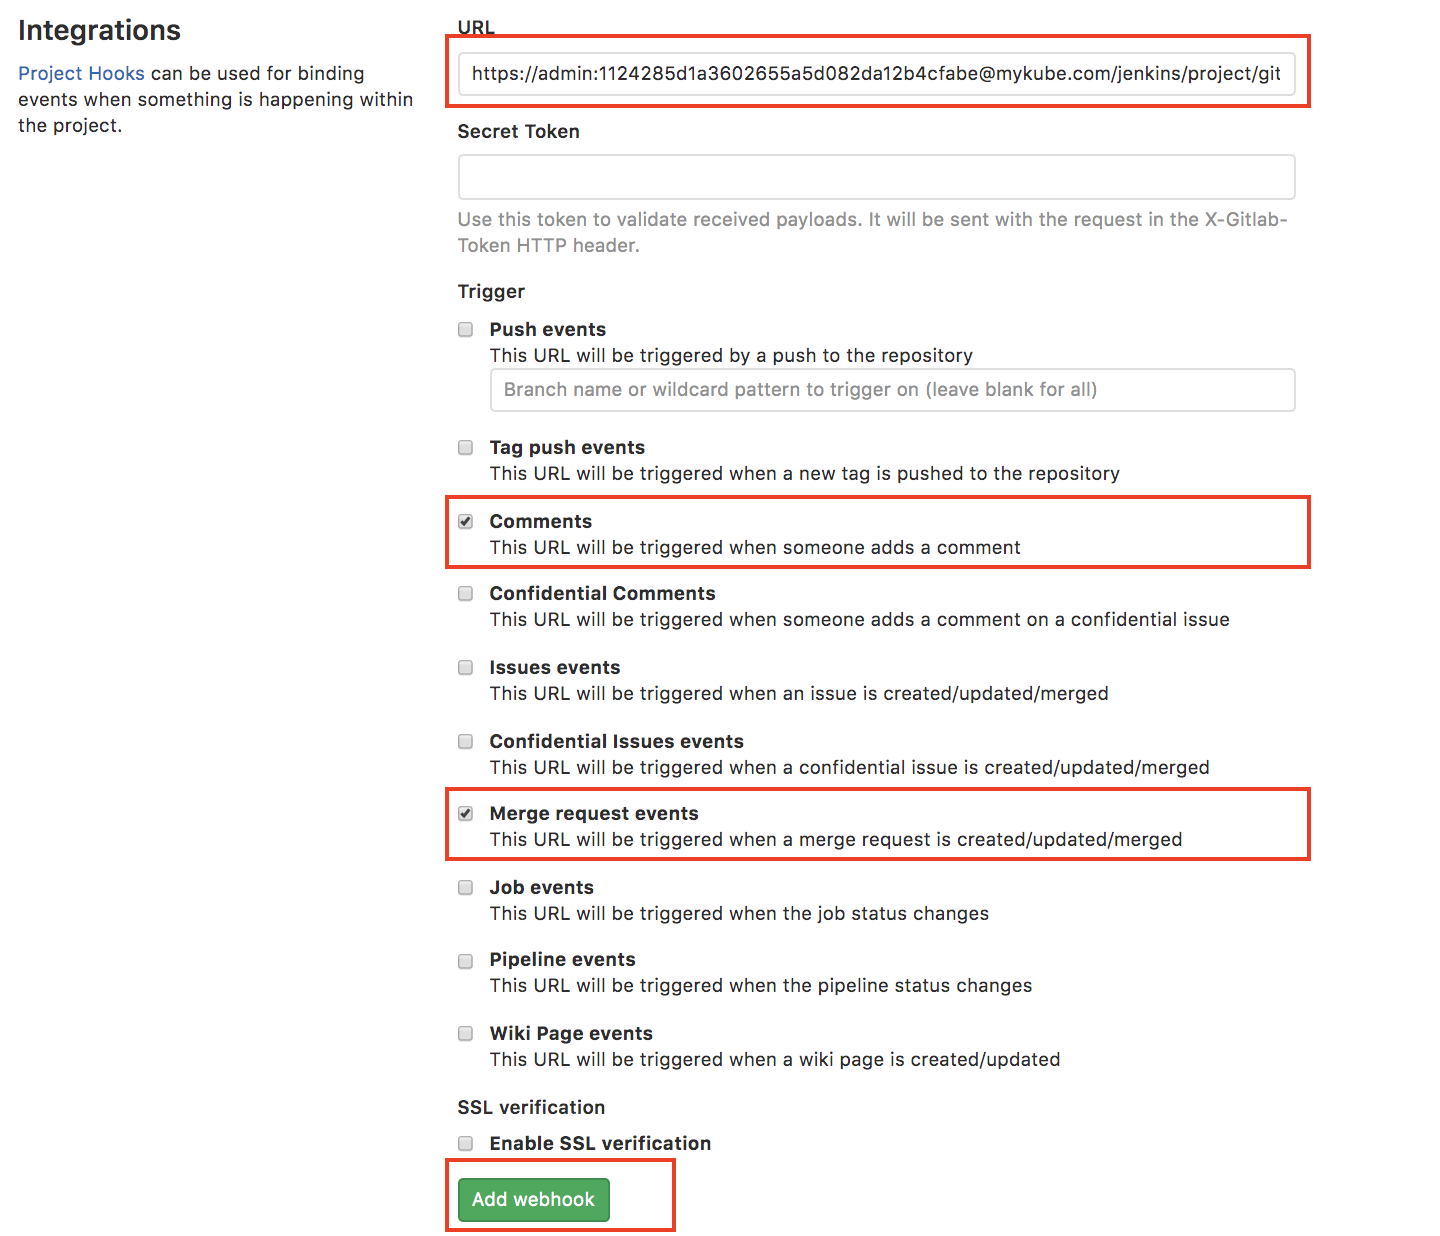 Integrations
Project Hooks can be used for binding
events when something is happening within
the project.
URL
https://admin:1124285d1a3602655a5d082da12b4cfabe@mykube.com/jenkins/project/git
Secret Token
Use this token to validate received payloads. It will be sent with the request in the X-Gitlab-
Token HTTP header.
Trigger
Push events
This URL will be triggered by a push to the repository
Branch name or wildcard pattern to trigger on (leave blank for all)
Tag push events
This URL will be triggered when a new tag is pushed to the repository
Comments
This URL will be triggered when someone adds a comment
Confidential Comments
This URL will be triggered when someone adds a comment on a confidential issue
Issues events
This URL will be triggered when an issue is created/updated/merged
Confidential Issues events
This URL will be triggered when a confidential issue is created/updated/merged
Merge request events
This URL will be triggered when a merge request is created/updated/merged
Job events
This URL will be triggered when the job status changes
Pipeline events
This URL will be triggered when the pipeline status changes
Wiki Page events
This URL will be triggered when a wiki page is created/updated
SSL verification
Enable SSL verification
Add webhook